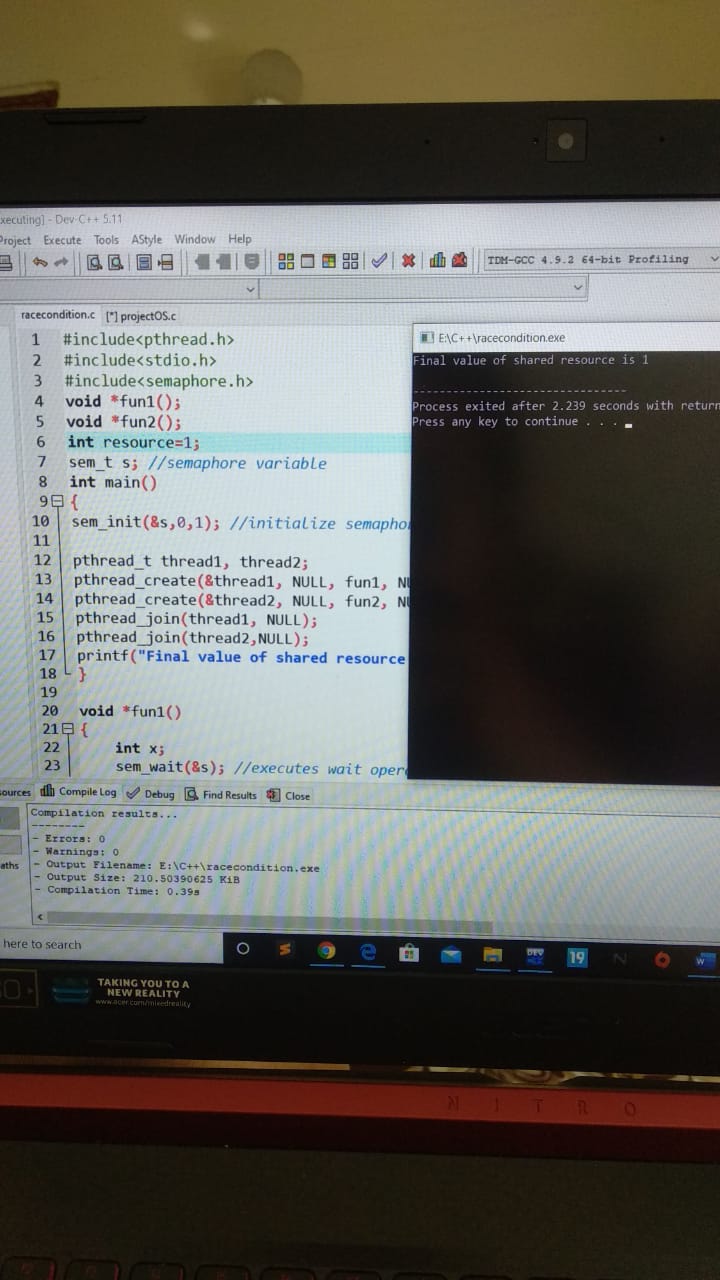 xecuting] - Dev-C++ 5.11
Project Execute Tools AStyle Window Help
TDM-GCC 4.9.2 64-bit Profiling
racecondition.c [*] projectOS.c
1 #include<pthread.h>
2 #include<stdio.h>
3 #include<semaphore.h>
4 void *fun1();
5 void *fun2();
6 int resource=1;
7 sem_t s; //semaphore variable
8 int main()
9 {
10 sem_init(&s,0,1); //initialize semapho
11
12 pthread_t thread1, thread2;
13 pthread_create(&thread1, NULL, fun1, NU
14 pthread_create(&thread2, NULL, fun2, NU
15 pthread_join(thread1, NULL);
16 pthread_join(thread2,NULL);
17 printf("Final value of shared resource
18 }
19
20 void *fun1()
21 {
22 int x;
23 sem_wait(&s); //executes wait oper
E:\C++\racecondition.exe
Final value of shared resource is 1
--------------------------------
Process exited after 2.239 seconds with return
Press any key to continue . . .
ources Compile Log Debug Find Results Close
Compilation results...
--------
- Errors: 0
- Warnings: 0
- Output Filename: E:\C++\racecondition.exe
- Output Size: 210.50390625 KiB
- Compilation Time: 0.39s
aths
here to search
DEV
19
W
TAKING YOU TO A
NEW REALITY
www.acer.com/mixedreality
NITRO